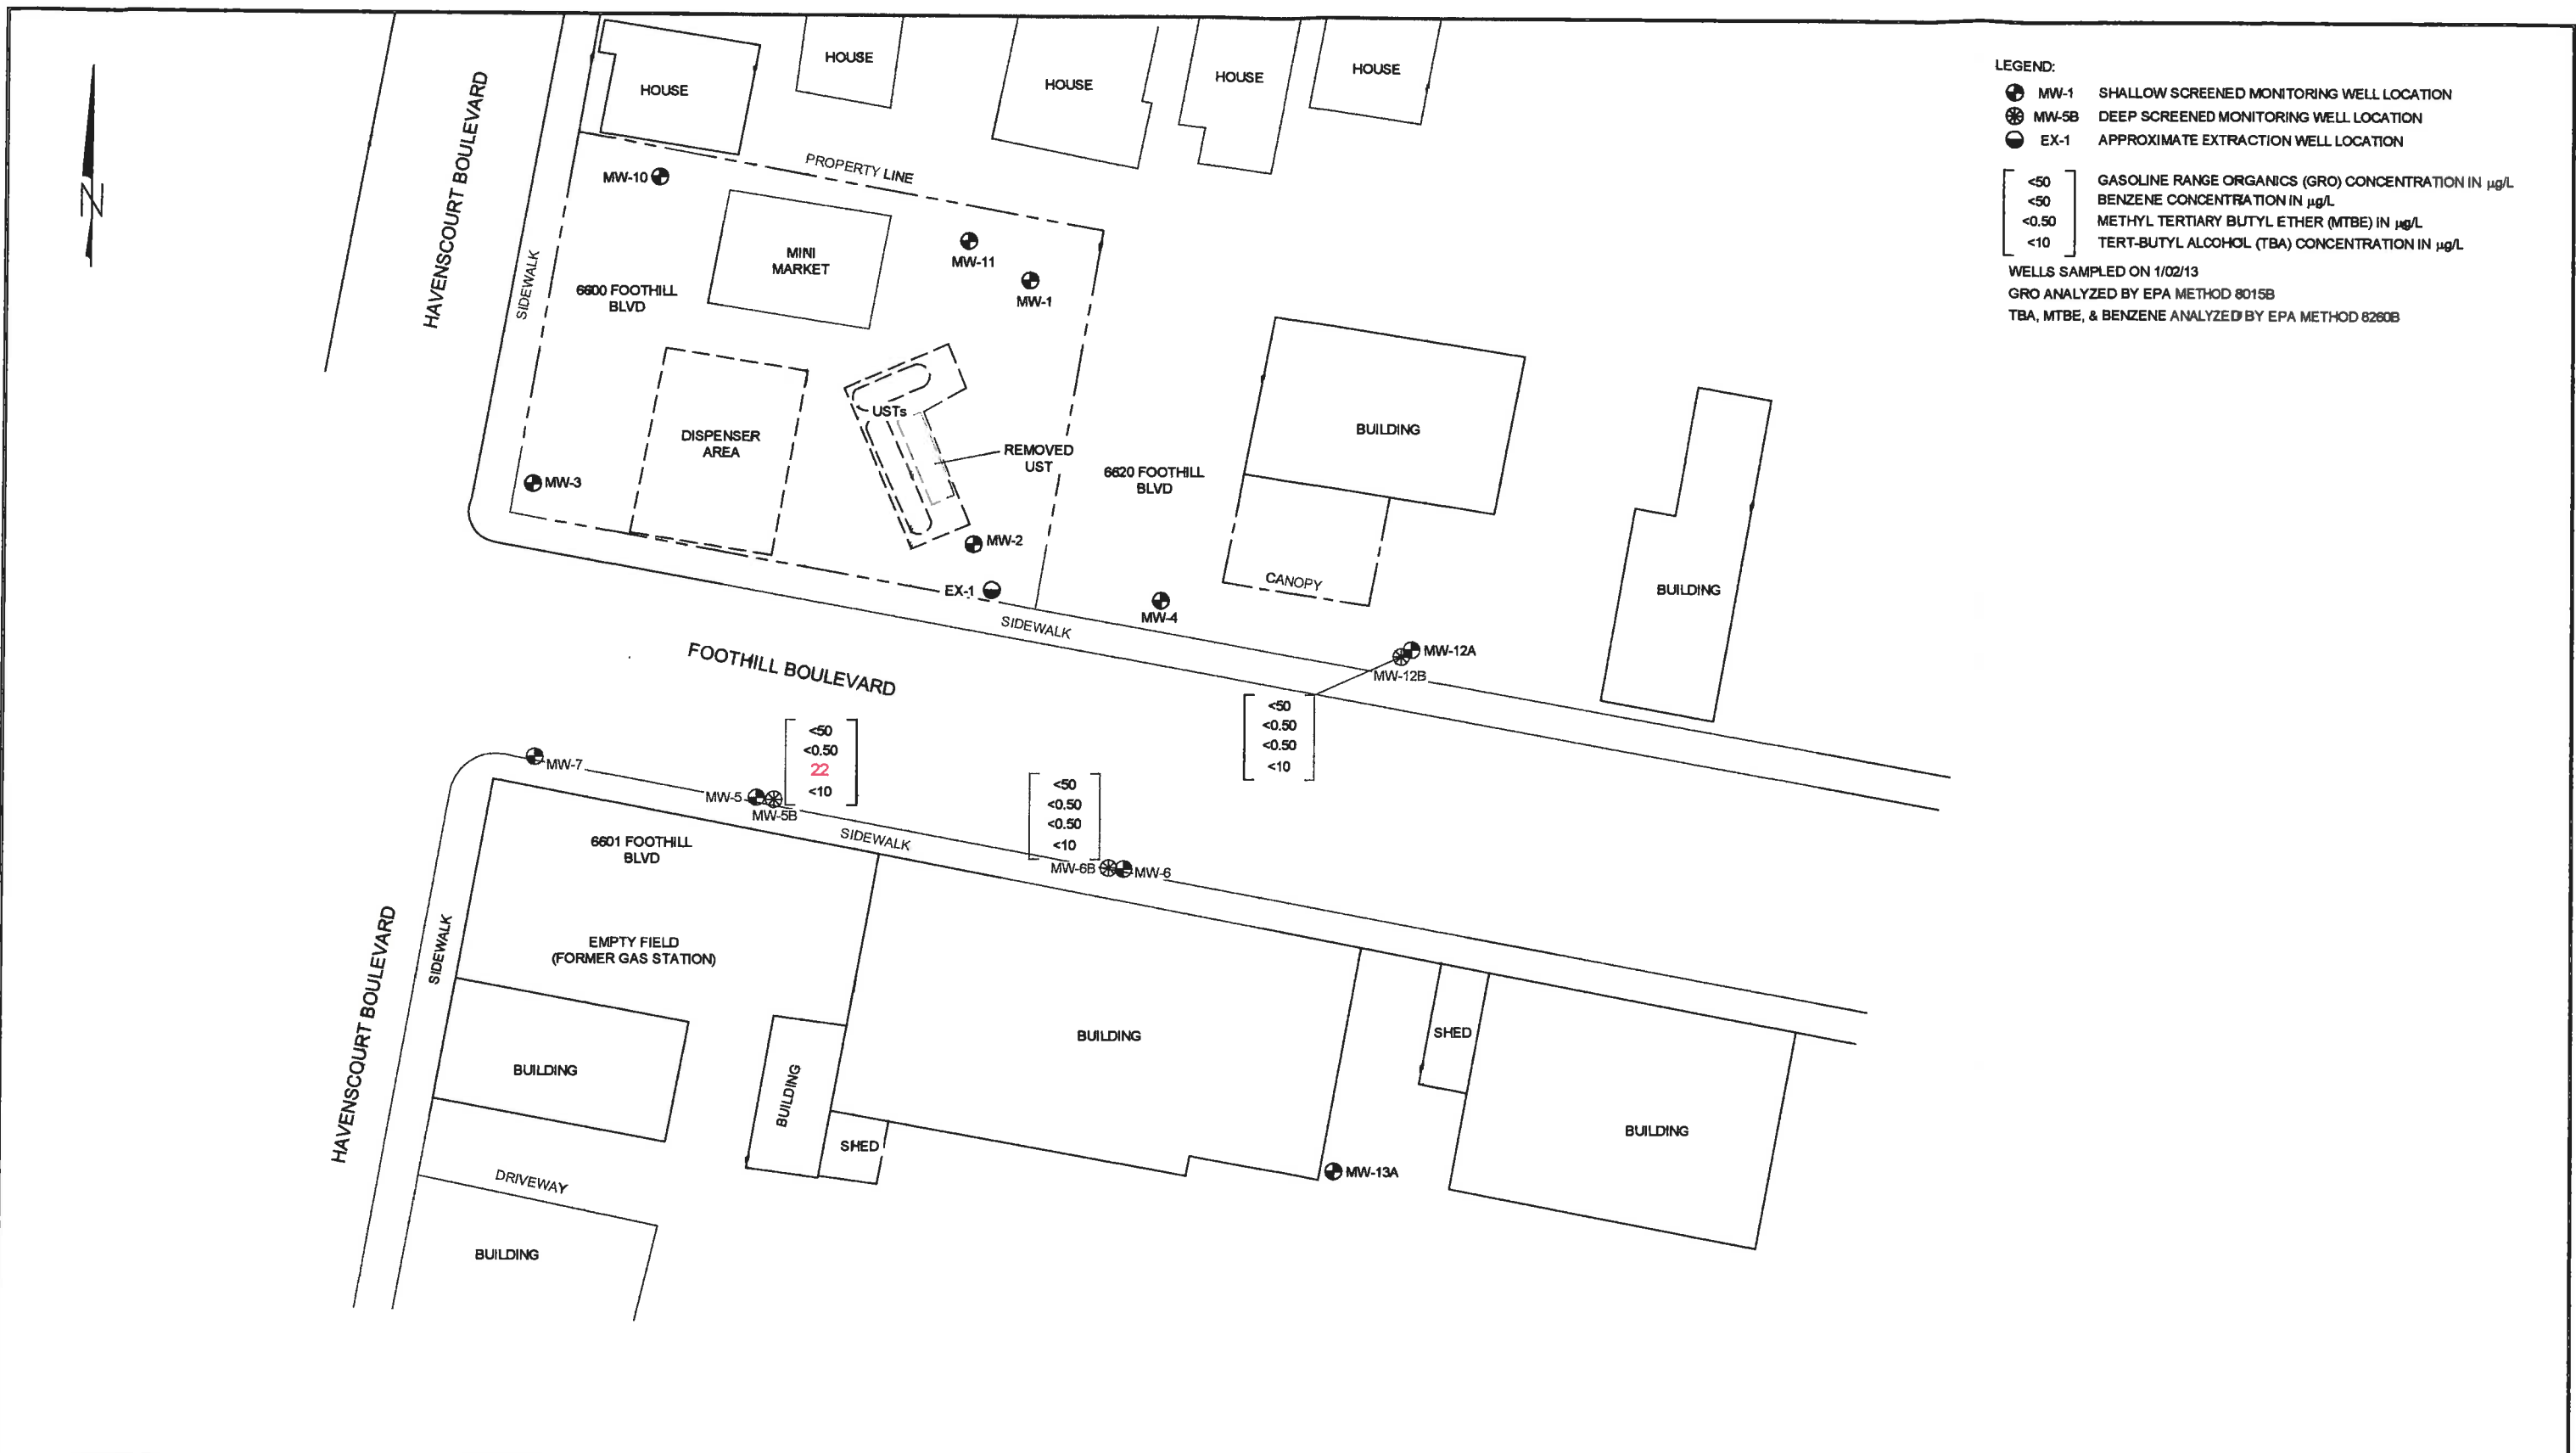 HOUSE
HOUSE
HOUSE
HOUSE
HOUSE
LEGEND:
MW-1 SHALLOW SCREENED MONITORING WELL LOCATION
MW-5B DEEP SCREENED MONITORING WELL LOCATION
EX-1 APPROXIMATE EXTRACTION WELL LOCATION
<50 GASOLINE RANGE ORGANICS (GRO) CONCENTRATION IN µg/L
<50 BENZENE CONCENTRATION IN µg/L
<0.50 METHYL TERTIARY BUTYL ETHER (MTBE) IN µg/L
<10 TERT-BUTYL ALCOHOL (TBA) CONCENTRATION IN µg/L
WELLS SAMPLED ON 1/02/13
GRO ANALYZED BY EPA METHOD 8015B
TBA, MTBE, & BENZENE ANALYZED BY EPA METHOD 8260B
N
HAVENSCOURT BOULEVARD
SIDEWALK
PROPERTY LINE
MW-10
MINI
MARKET
MW-11
MW-1
6600 FOOTHILL
BLVD
USTs
DISPENSER
AREA
REMOVED
UST
6620 FOOTHILL
BLVD
BUILDING
MW-3
MW-2
EX-1
CANOPY
BUILDING
MW-4
SIDEWALK
MW-12A
MW-12B
FOOTHILL BOULEVARD
<50
<0.50
<0.50
<10
<50
<0.50
22
<10
MW-7
MW-5
MW-5B
<50
<0.50
<0.50
<10
SIDEWALK
MW-6B
MW-6
6601 FOOTHILL
BLVD
HAVENSCOURT BOULEVARD
SIDEWALK
EMPTY FIELD
(FORMER GAS STATION)
BUILDING
SHED
BUILDING
BUILDING
BUILDING
SHED
BUILDING
MW-13A
DRIVEWAY
BUILDING